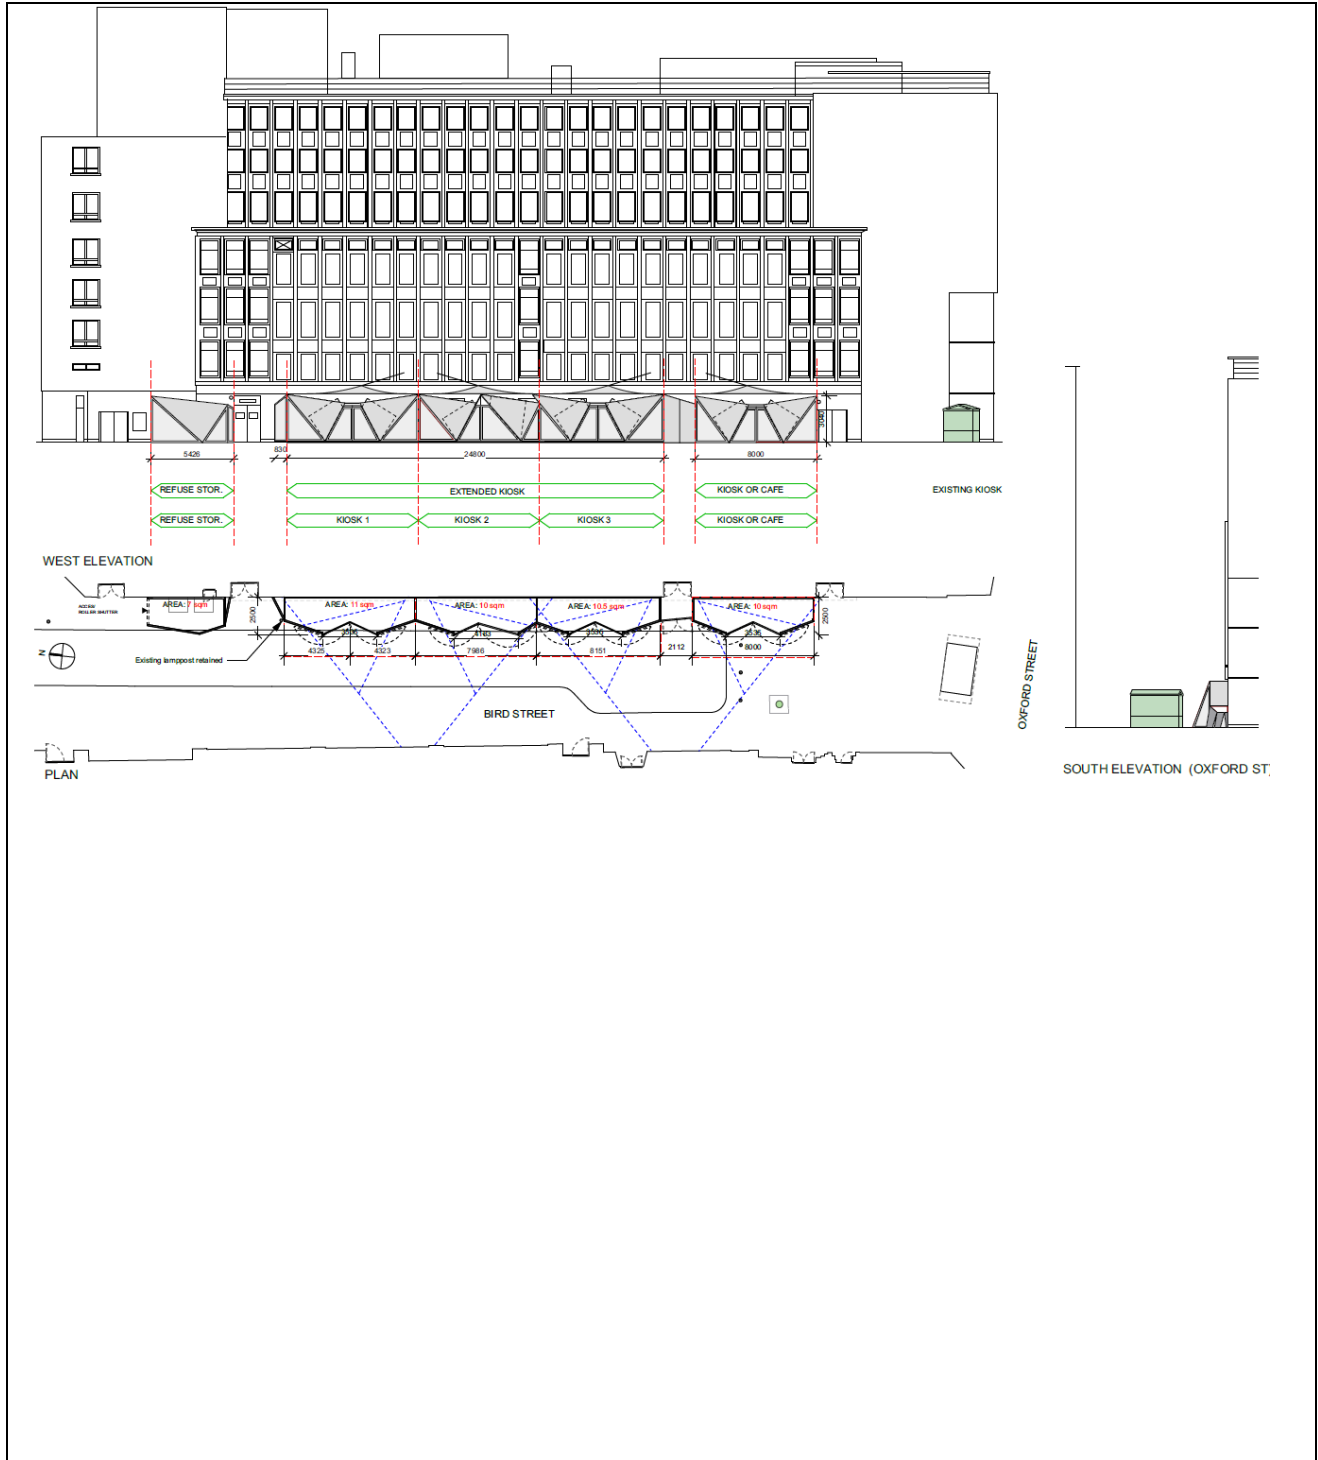 3040
5426
830
24800
8000
REFUSE STOR.
EXTENDED KIOSK
KIOSK OR CAFE
EXISTING KIOSK
REFUSE STOR.
KIOSK 1
KIOSK 2
KIOSK 3
KIOSK OR CAFE
WEST ELEVATION
ACCESS/
ROLLER SHUTTER
AREA: 7 sqm
2500
AREA: 11 sqm
AREA: 10 sqm
AREA: 10.5 sqm
AREA: 10 sqm
2500
N
Existing lamppost retained
4325
4323
7986
8151
2112
8000
BIRD STREET
OXFORD STREET
PLAN
SOUTH ELEVATION (OXFORD ST